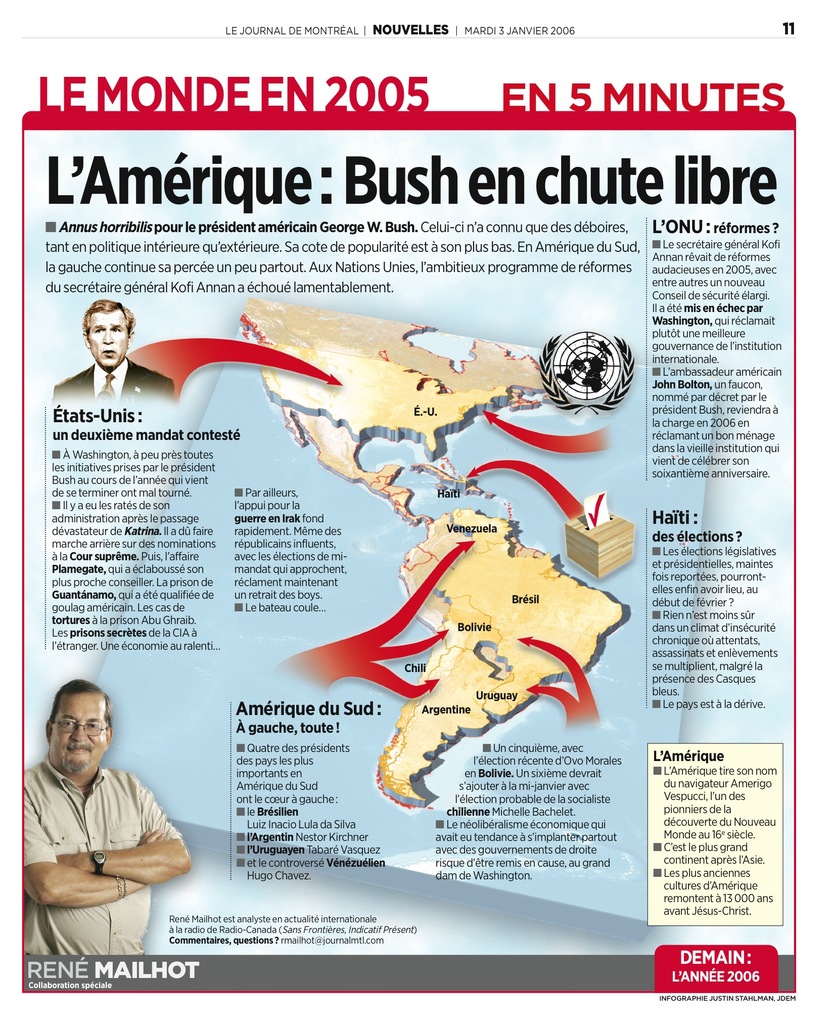 LE JOURNAL DE MONTRÉAL | NOUVELLES | MARDI 3 JANVIER 2006
11
LE MONDE EN 2005
EN 5 MINUTES
L'Amérique : Bush en chute libre
■ Annus horribilis pour le président américain George W. Bush. Celui-ci n'a connu que des déboires,
tant en politique intérieure qu'extérieure. Sa cote de popularité est à son plus bas. En Amérique du Sud,
la gauche continue sa percée un peu partout. Aux Nations Unies, l'ambitieux programme de réformes
du secrétaire général Kofi Annan a échoué lamentablement.
L'ONU : réformes ?
■ Le secrétaire général Kofi
Annan rêvait de réformes
audacieuses en 2005, avec
entre autres un nouveau
Conseil de sécurité élargi.
Il a été mis en échec par
Washington, qui réclamait
plutôt une meilleure
gouvernance de l'institution
internationale.
■ L'ambassadeur américain
John Bolton, un faucon,
nommé par décret par le
président Bush, reviendra à
la charge en 2006 en
réclamant un bon ménage
dans la vieille institution qui
vient de célébrer son
soixantième anniversaire.
États-Unis :
un deuxième mandat contesté
■ À Washington, à peu près toutes
les initiatives prises par le président
Bush au cours de l'année qui vient
de se terminer ont mal tourné.
■ Il y a eu les ratés de son
administration après le passage
dévastateur de Katrina. Il a dû faire
marche arrière sur des nominations
à la Cour suprême. Puis, l'affaire
Plamegate, qui a éclaboussé son
plus proche conseiller. La prison de
Guantánamo, qui a été qualifiée de
goulag américain. Les cas de
tortures à la prison Abu Ghraib.
Les prisons secrètes de la CIA à
l'étranger. Une économie au ralenti...
■ Par ailleurs,
l'appui pour la
guerre en Irak fond
rapidement. Même des
républicains influents,
avec les élections de mi-
mandat qui approchent,
réclament maintenant
un retrait des boys.
■ Le bateau coule...
É.-U.
Haïti
Venezuela
Brésil
Bolivie
Chili
Uruguay
Argentine
Haïti :
des élections ?
■ Les élections législatives
et présidentielles, maintes
fois reportées, pourront-
elles enfin avoir lieu, au
début de février ?
■ Rien n'est moins sûr
dans un climat d'insécurité
chronique où attentats,
assassinats et enlèvements
se multiplient, malgré la
présence des Casques
bleus.
■ Le pays est à la dérive.
Amérique du Sud :
À gauche, toute !
■ Quatre des présidents
des pays les plus
importants en
Amérique du Sud
ont le cœur à gauche :
■ le Brésilien
Luiz Inacio Lula da Silva
■ l'Argentin Nestor Kirchner
■ l'Uruguayen Tabaré Vasquez
■ et le controversé Vénézuélien
Hugo Chavez.
■ Un cinquième, avec
l'élection récente d'Ovo Morales
en Bolivie. Un sixième devrait
s'ajouter à la mi-janvier avec
l'élection probable de la socialiste
chilienne Michelle Bachelet.
■ Le néolibéralisme économique qui
avait eu tendance à s'implanter partout
avec des gouvernements de droite
risque d'être remis en cause, au grand
dam de Washington.
L'Amérique
■ L'Amérique tire son nom
du navigateur Amerigo
Vespucci, l'un des
pionniers de la
découverte du Nouveau
Monde au 16e siècle.
■ C'est le plus grand
continent après l'Asie.
■ Les plus anciennes
cultures d'Amérique
remontent à 13 000 ans
avant Jésus-Christ.
René Mailhot est analyste en actualité internationale
à la radio de Radio-Canada (Sans Frontières, Indicatif Présent)
Commentaires, questions ? rmailhot@journalmtl.com
RENÉ MAILHOT
Collaboration spéciale
DEMAIN :
L'ANNÉE 2006
INFOGRAPHIE JUSTIN STAHLMAN, JDEM